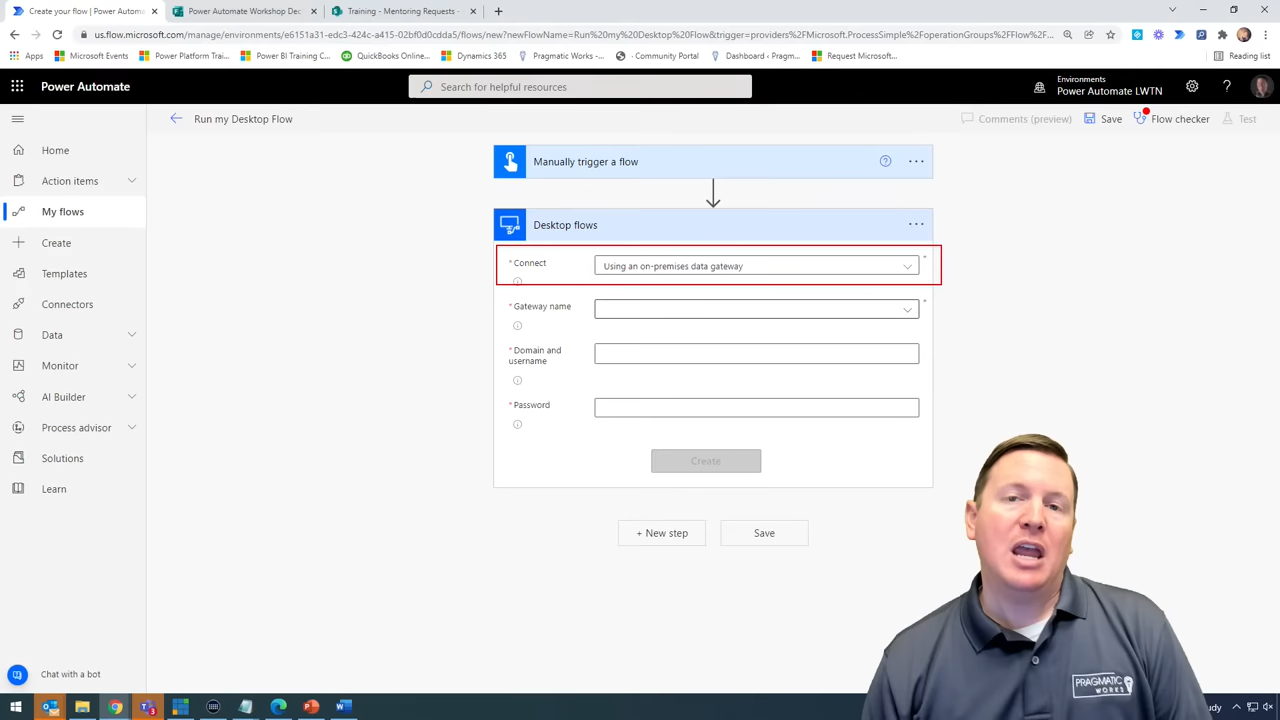 Create your flow | Power Automa
Power Automate Workshop Dec
Training - Mentoring Requests -
us.flow.microsoft.com/manage/environments/e6151a31-edc3-424c-a415-02bf0d0cdda5/flows/new?newFlowName=Run%20my%20Desktop%20Flow&trigger=providers%2FMicrosoft.ProcessSimple%2FoperationGroups%2FFlow%...
Apps
Microsoft Events
Power Platform Trai...
Power BI Training C...
QuickBooks Online...
Dynamics 365
Pragmatic Works -...
· Community Portal
Dashboard ‹ Pragm...
Request Microsoft...
Reading list
Power Automate
Search for helpful resources
Environments
Power Automate LWTN
Run my Desktop Flow
Comments (preview)
Save
Flow checker
Test
Home
Action items
My flows
Create
Templates
Connectors
Data
Monitor
AI Builder
Process advisor
Solutions
Learn
Chat with a bot
Manually trigger a flow
Desktop flows
* Connect
Using an on-premises data gateway
*
* Gateway name
*
* Domain and
username
* Password
Create
+ New step
Save
PRAGMATIC
WORKS